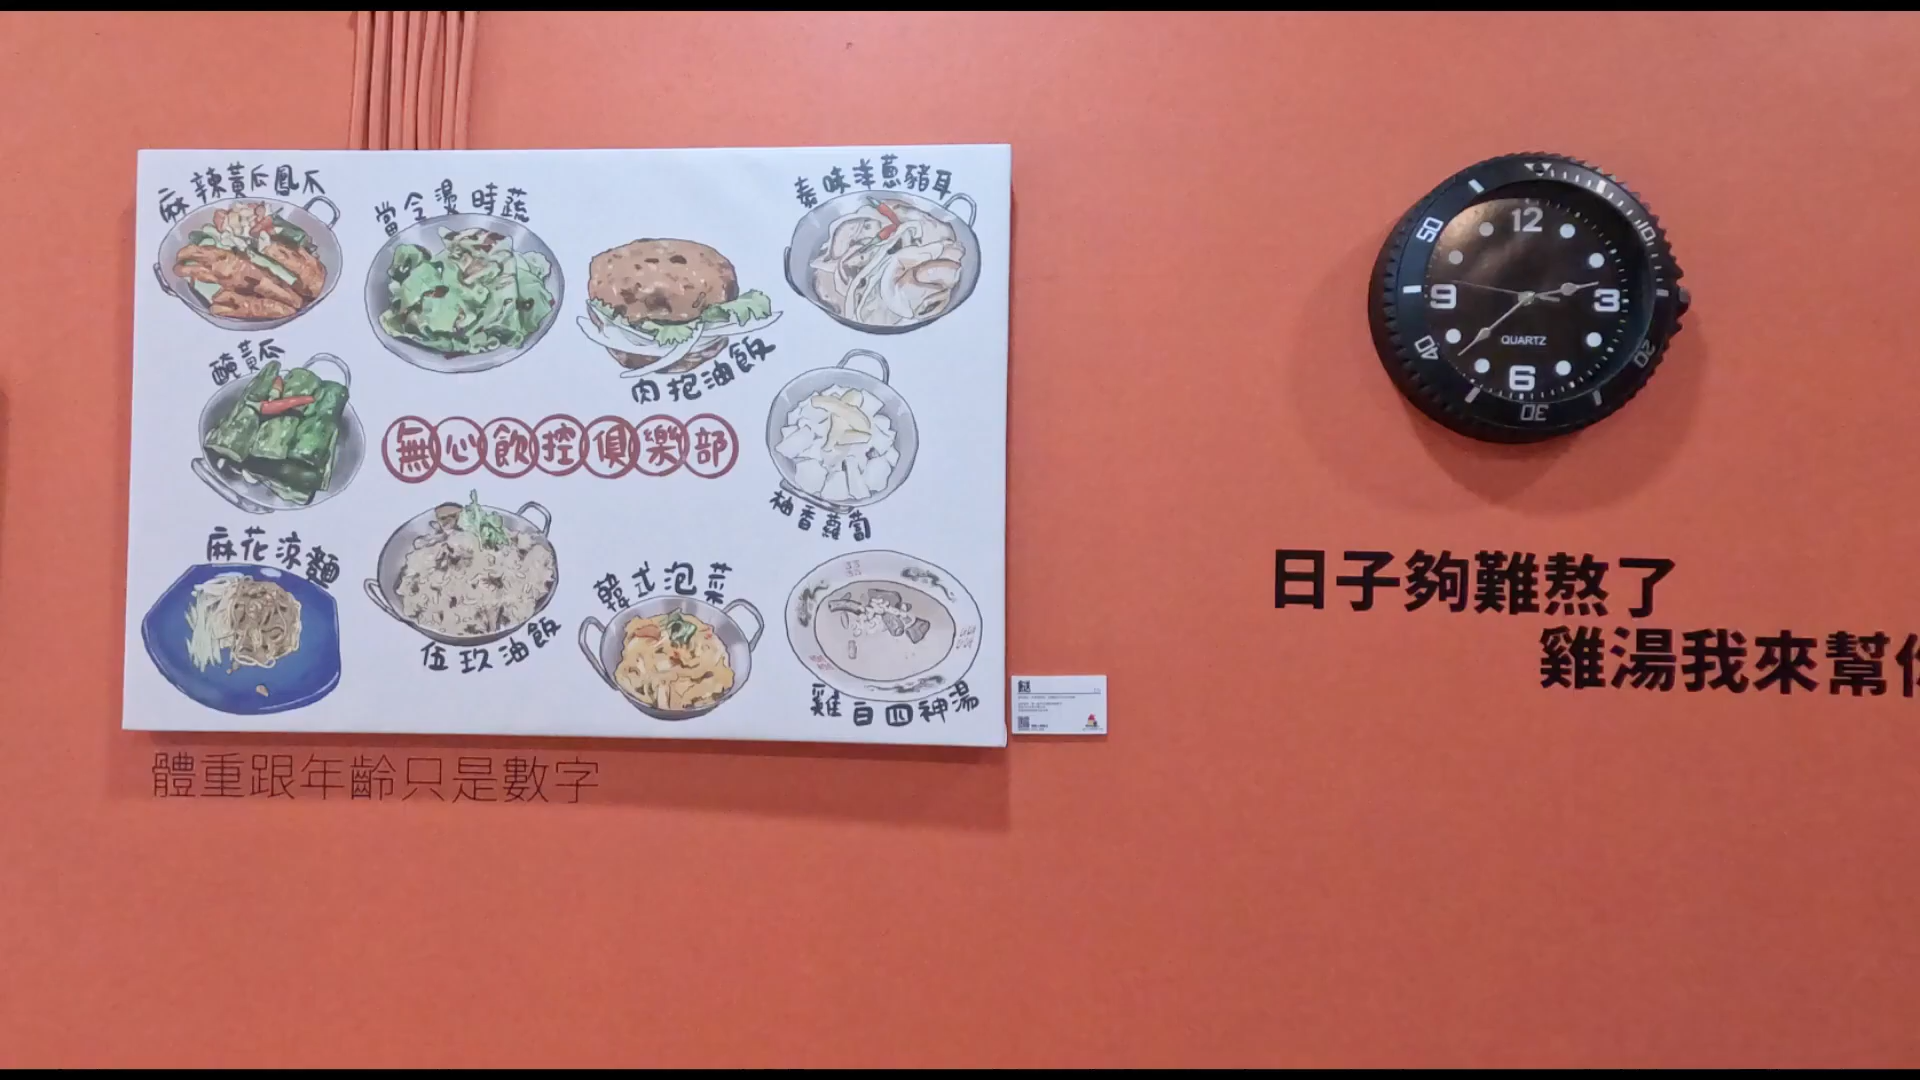 麻辣黃瓜鳳爪
當令燙時蔬
泰味洋蔥豬耳
肉抱油飯
醃黃瓜
無心飲控俱樂部
柚香蘿蔔
麻花涼麵
伍玖油飯
韓式泡菜
雞白四神湯
體重跟年齡只是數字
50
10
40
20
30
12
9
3
6
QUARTZ
日子夠難熬了
雞湯我來幫你